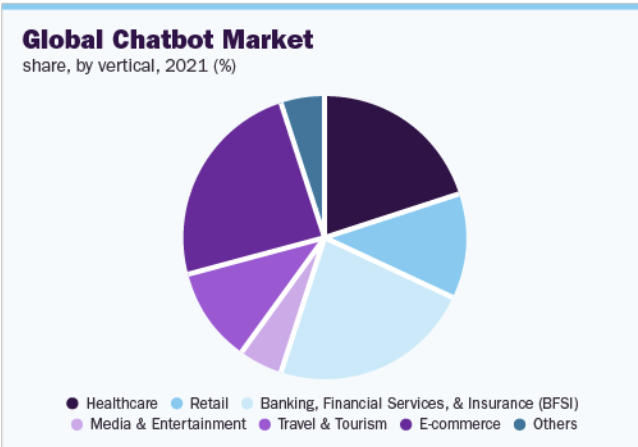 Global Chatbot Market
share, by vertical, 2021 (%)
Healthcare Retail Banking, Financial Services, & Insurance (BFSI)
Media & Entertainment Travel & Tourism E-commerce Others